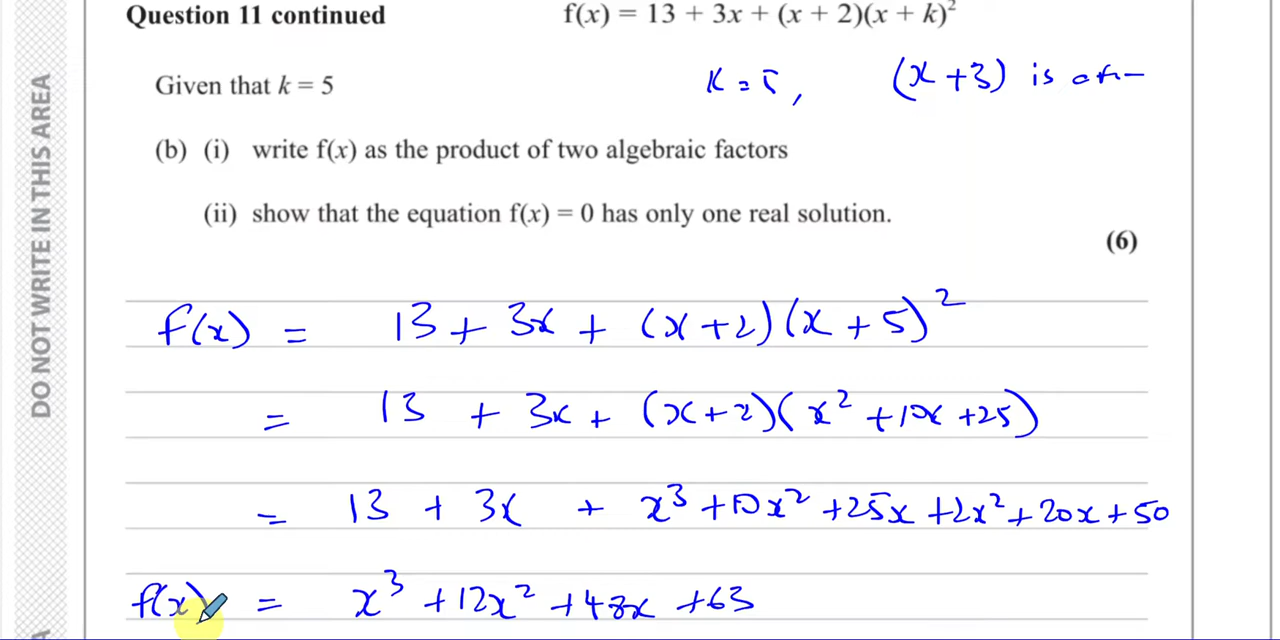 Question 11 continued f(x) = 13 + 3x + (x + 2)(x + k)²
Given that k = 5
K = 5, (x + 3) is a
(b) (i) write f(x) as the product of two algebraic factors
(ii) show that the equation f(x) = 0 has only one real solution.
(6)
f(x) = 13 + 3x + (x + 2)(x + 5)²
= 13 + 3x + (x + 2)(x² + 10x + 25)
= 13 + 3x + x³ + 10x² + 25x + 2x² + 20x + 50
f(x) = x³ + 12x² + 48x + 63
DO NOT WRITE IN THIS AREA